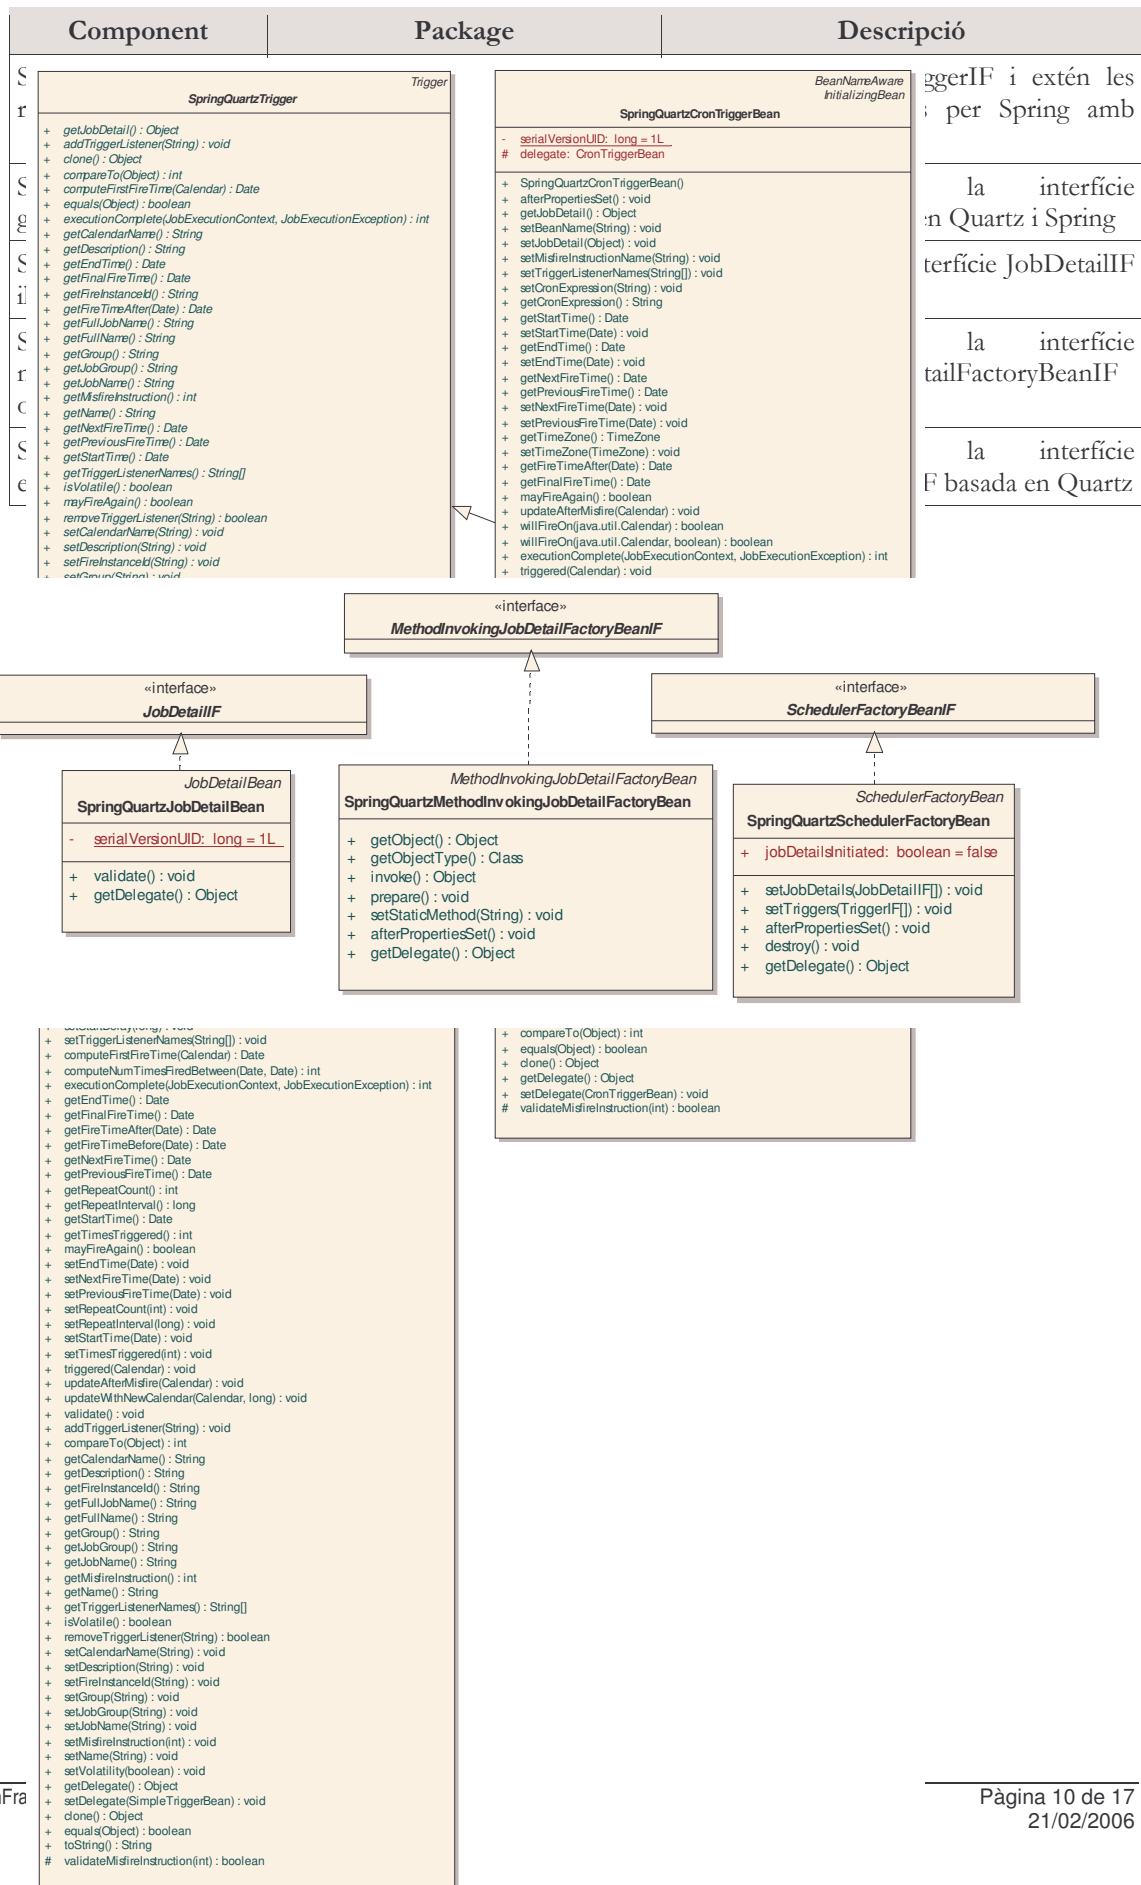 Component Package Descripció
S
r
ggerIF i extén les
per Spring amb
S
g
la interfície
en Quartz i Spring
S
il
terfície JobDetailIF
S
la interfície
tailFactoryBeanIF
S
e
la interfície
F basada en Quartz
Trigger
SpringQuartzTrigger
+ getJobDetail() : Object
+ addTriggerListener(String) : void
+ clone() : Object
+ compareTo(Object) : int
+ computeFirstFireTime(Calendar) : Date
+ equals(Object) : boolean
+ executionComplete(JobExecutionContext, JobExecutionException) : int
+ getCalendarName() : String
+ getDescription() : String
+ getEndTime() : Date
+ getFinalFireTime() : Date
+ getFireInstanceId() : String
+ getFireTimeAfter(Date) : Date
+ getFullJobName() : String
+ getFullName() : String
+ getGroup() : String
+ getJobGroup() : String
+ getJobName() : String
+ getMisfireInstruction() : int
+ getName() : String
+ getNextFireTime() : Date
+ getPreviousFireTime() : Date
+ getStartTime() : Date
+ getTriggerListenerNames() : String[]
+ isVolatile() : boolean
+ mayFireAgain() : boolean
+ removeTriggerListener(String) : boolean
+ setCalendarName(String) : void
+ setDescription(String) : void
+ setFireInstanceId(String) : void
+ setGroup(String) : void
BeanNameAware
InitializingBean
SpringQuartzCronTriggerBean
- serialVersionUID: long = 1L
# delegate: CronTriggerBean
+ SpringQuartzCronTriggerBean()
+ afterPropertiesSet() : void
+ getJobDetail() : Object
+ setBeanName(String) : void
+ setJobDetail(Object) : void
+ setMisfireInstructionName(String) : void
+ setTriggerListenerNames(String[]) : void
+ setCronExpression(String) : void
+ getCronExpression() : String
+ getStartTime() : Date
+ setStartTime(Date) : void
+ getEndTime() : Date
+ setEndTime(Date) : void
+ getNextFireTime() : Date
+ getPreviousFireTime() : Date
+ setNextFireTime(Date) : void
+ setPreviousFireTime(Date) : void
+ getTimeZone() : TimeZone
+ setTimeZone(TimeZone) : void
+ getFireTimeAfter(Date) : Date
+ getFinalFireTime() : Date
+ mayFireAgain() : boolean
+ updateAfterMisfire(Calendar) : void
+ willFireOn(java.util.Calendar) : boolean
+ willFireOn(java.util.Calendar, boolean) : boolean
+ executionComplete(JobExecutionContext, JobExecutionException) : int
+ triggered(Calendar) : void
«interface»
MethodInvokingJobDetailFactoryBeanIF
«interface»
JobDetailIF
«interface»
SchedulerFactoryBeanIF
JobDetailBean
SpringQuartzJobDetailBean
- serialVersionUID: long = 1L
+ validate() : void
+ getDelegate() : Object
MethodInvokingJobDetailFactoryBean
SpringQuartzMethodInvokingJobDetailFactoryBean
+ getObject() : Object
+ getObjectType() : Class
+ invoke() : Object
+ prepare() : void
+ setStaticMethod(String) : void
+ afterPropertiesSet() : void
+ getDelegate() : Object
SchedulerFactoryBean
SpringQuartzSchedulerFactoryBean
+ jobDetailsInitiated: boolean = false
+ setJobDetails(JobDetailIF[]) : void
+ setTriggers(TriggerIF[]) : void
+ afterPropertiesSet() : void
+ destroy() : void
+ getDelegate() : Object
+ setStartDelay(long) : void
+ setTriggerListenerNames(String[]) : void
+ computeFirstFireTime(Calendar) : Date
+ computeNumTimesFiredBetween(Date, Date) : int
+ executionComplete(JobExecutionContext, JobExecutionException) : int
+ getEndTime() : Date
+ getFinalFireTime() : Date
+ getFireTimeAfter(Date) : Date
+ getFireTimeBefore(Date) : Date
+ getNextFireTime() : Date
+ getPreviousFireTime() : Date
+ getRepeatCount() : int
+ getRepeatInterval() : long
+ getStartTime() : Date
+ getTimesTriggered() : int
+ mayFireAgain() : boolean
+ setEndTime(Date) : void
+ setNextFireTime(Date) : void
+ setPreviousFireTime(Date) : void
+ setRepeatCount(int) : void
+ setRepeatInterval(long) : void
+ setStartTime(Date) : void
+ setTimesTriggered(int) : void
+ triggered(Calendar) : void
+ updateAfterMisfire(Calendar) : void
+ updateWithNewCalendar(Calendar, long) : void
+ validate() : void
+ addTriggerListener(String) : void
+ compareTo(Object) : int
+ getCalendarName() : String
+ getDescription() : String
+ getFireInstanceId() : String
+ getFullJobName() : String
+ getFullName() : String
+ getGroup() : String
+ getJobGroup() : String
+ getJobName() : String
+ getMisfireInstruction() : int
+ getName() : String
+ getTriggerListenerNames() : String[]
+ isVolatile() : boolean
+ removeTriggerListener(String) : boolean
+ setCalendarName(String) : void
+ setDescription(String) : void
+ setFireInstanceId(String) : void
+ setGroup(String) : void
+ setJobGroup(String) : void
+ setJobName(String) : void
+ setMisfireInstruction(int) : void
+ setName(String) : void
+ setVolatility(boolean) : void
+ getDelegate() : Object
+ setDelegate(SimpleTriggerBean) : void
+ clone() : Object
+ equals(Object) : boolean
+ toString() : String
# validateMisfireInstruction(int) : boolean
+ compareTo(Object) : int
+ equals(Object) : boolean
+ clone() : Object
+ getDelegate() : Object
+ setDelegate(CronTriggerBean) : void
# validateMisfireInstruction(int) : boolean
Fra
Pàgina 10 de 17
21/02/2006